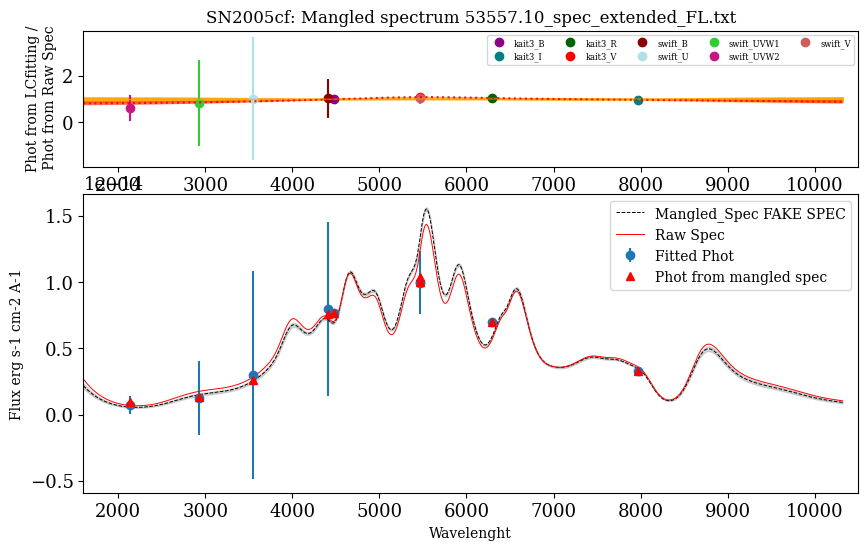 SN2005cf: Mangled spectrum 53557.10_spec_extended_FL.txt
Phot from LCfitting /
Phot from Raw Spec
2
0
kait3_B kait3_R swift_B swift_UVW1 swift_V
kait3_I kait3_V swift_U swift_UVW2
2000 3000 4000 5000 6000 7000 8000 9000 10000
1e−14
Flux erg s-1 cm-2 A-1
1.5
1.0
0.5
0.0
−0.5
Mangled_Spec FAKE SPEC
Raw Spec
Fitted Phot
Phot from mangled spec
2000 3000 4000 5000 6000 7000 8000 9000 10000
Wavelenght